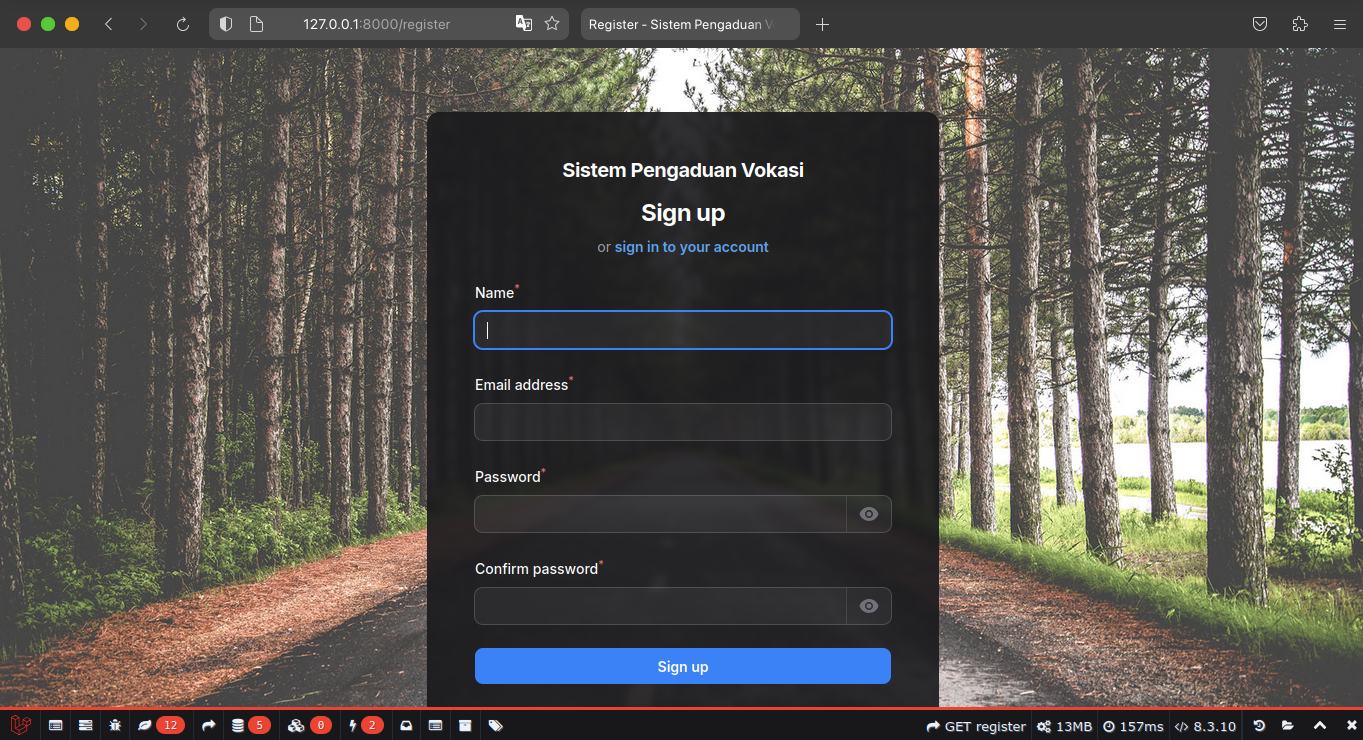 127.0.0.1:8000/register
Register - Sistem Pengaduan V
Sistem Pengaduan Vokasi
Sign up
or sign in to your account
Name*
Email address*
Password*
Confirm password*
Sign up
12
5
0
2
GET register
13MB
157ms
8.3.10